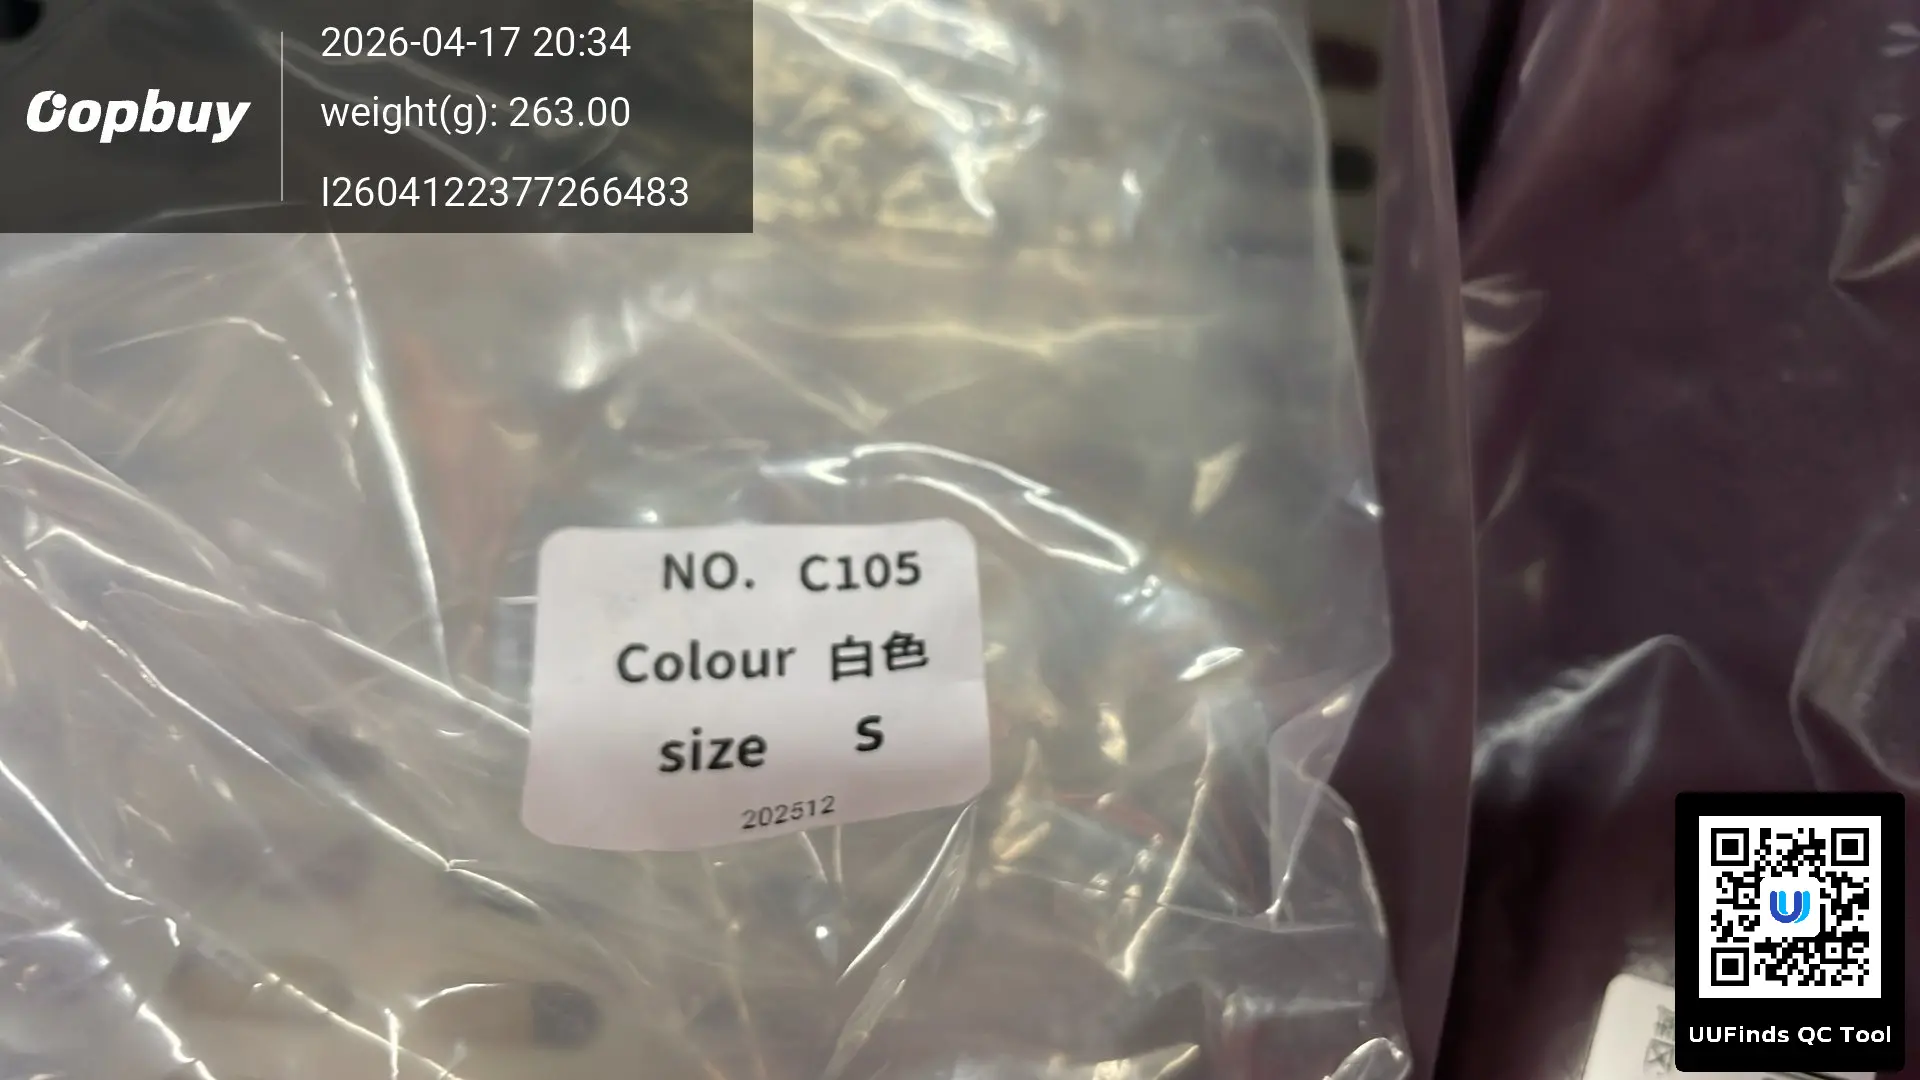 Oopbuy
2026-04-17 20:34
weight(g): 263.00
I2604122377266483
NO. C105
Colour 白色
size S
202512
UUFinds QC Tool